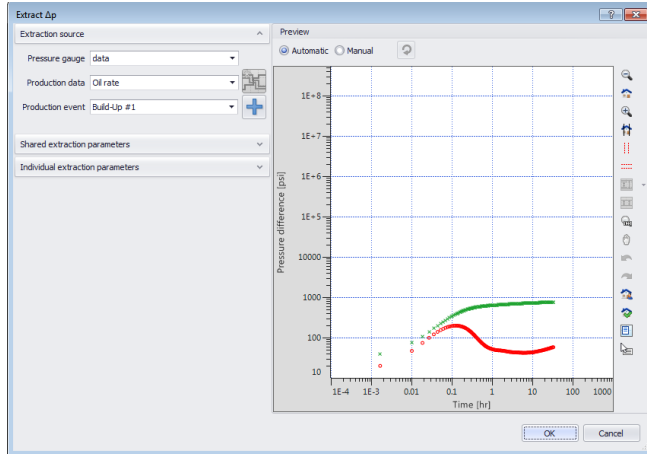 Extract Δp
Extraction source
Pressure gauge data
Production data Oil rate
Production event Build-Up #1
Shared extraction parameters
Individual extraction parameters
Preview
Automatic Manual
Pressure difference [psi]
1E+8
1E+7
1E+6
1E+5
10000
1000
100
10
1E-4 1E-3 0.01 0.1 1 10 100 1000
Time [hr]
OK Cancel